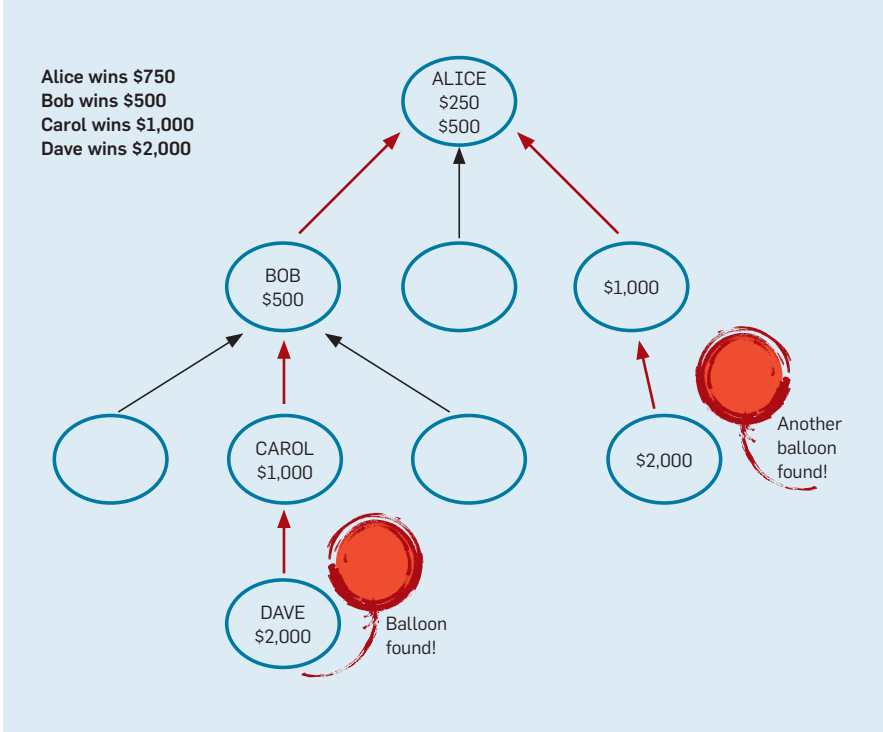 Alice wins $750
Bob wins $500
Carol wins $1,000
Dave wins $2,000
ALICE
$250
$500
BOB
$500
$1,000
CAROL
$1,000
$2,000
Another
balloon
found!
DAVE
$2,000
Balloon
found!